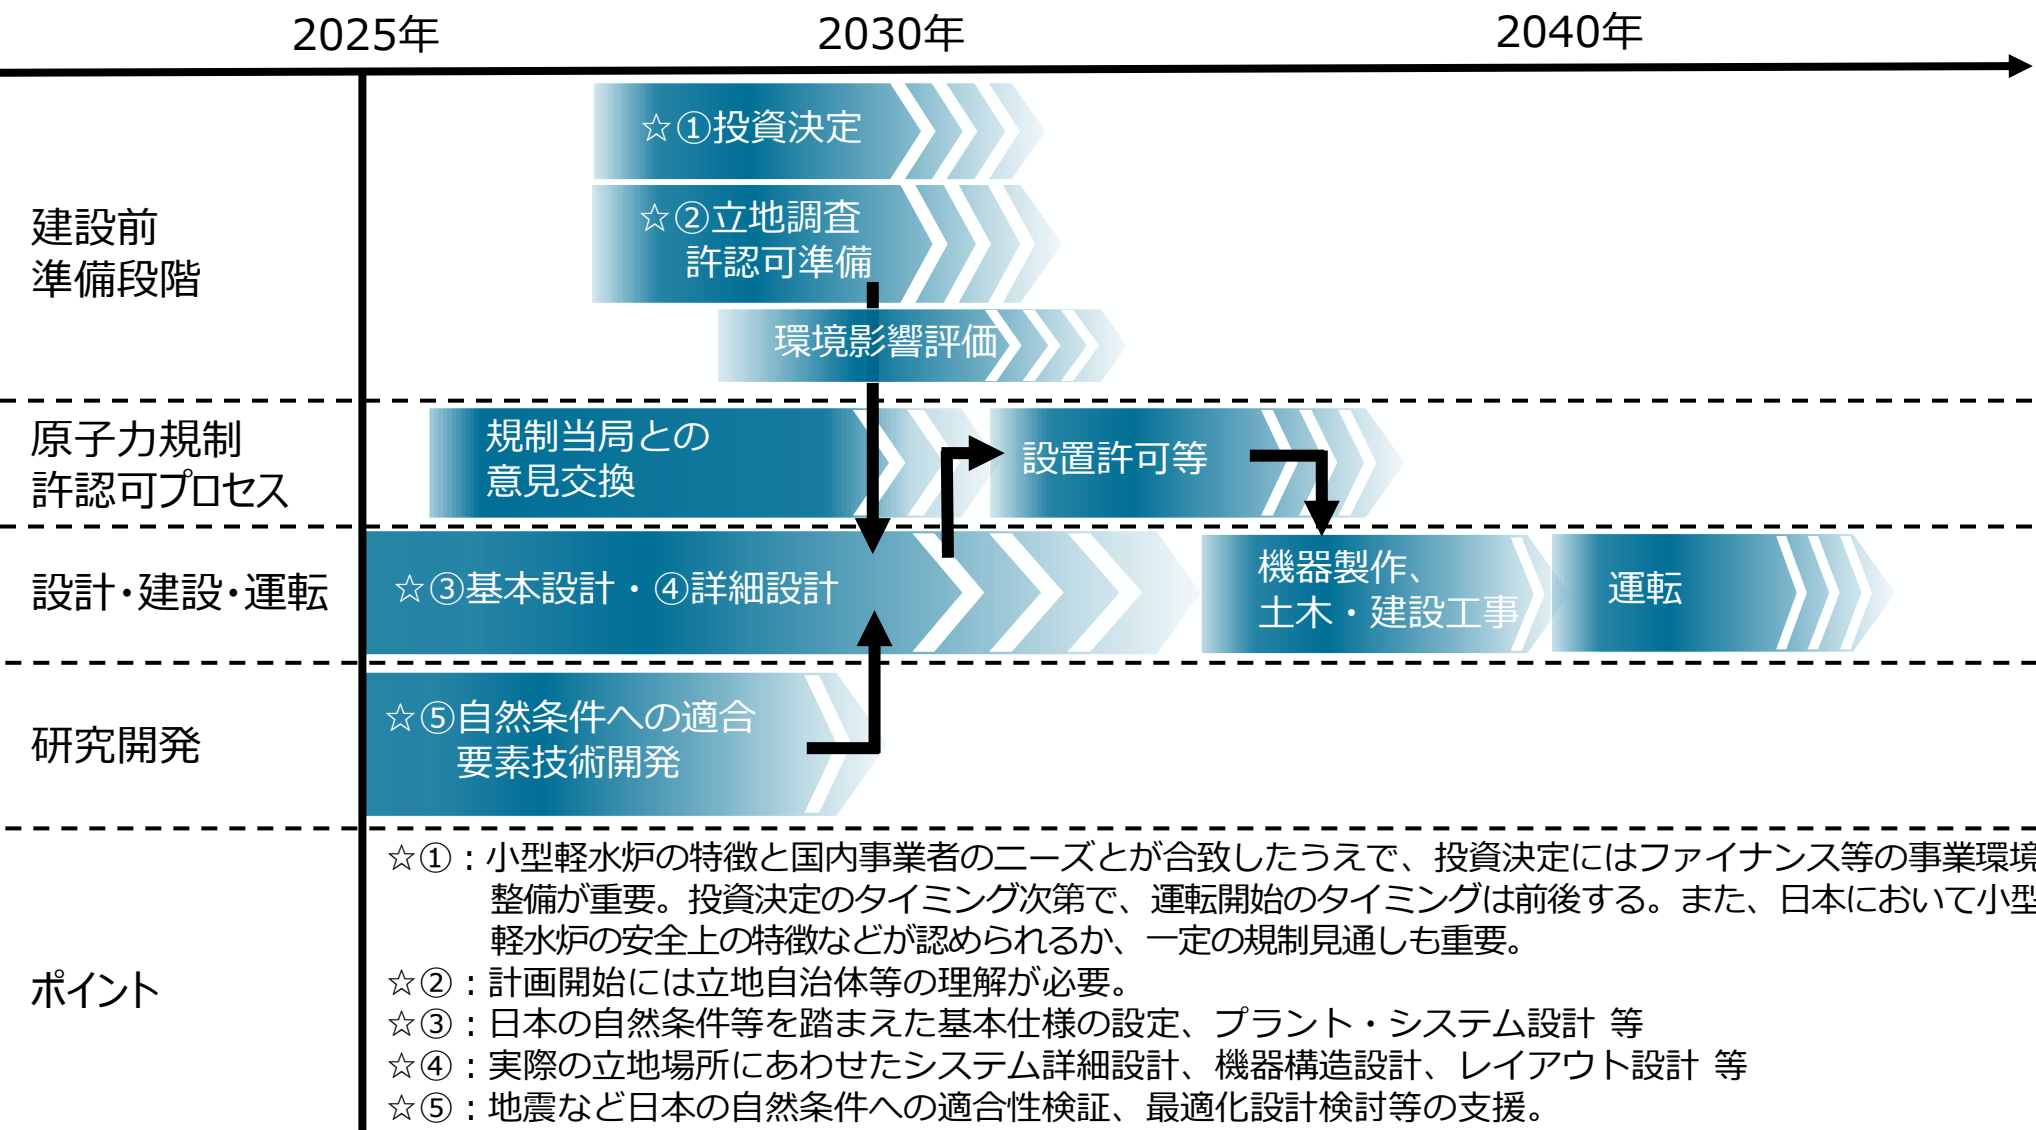 2025年
2030年
2040年
建設前
準備段階
☆①投資決定
☆②立地調査
許認可準備
環境影響評価
原子力規制
許認可プロセス
規制当局との
意見交換
設置許可等
設計・建設・運転
☆③基本設計・④詳細設計
機器製作、
土木・建設工事
運転
研究開発
☆⑤自然条件への適合
要素技術開発
ポイント
☆①：小型軽水炉の特徴と国内事業者のニーズとが合致したうえで、投資決定にはファイナンス等の事業環境
整備が重要。投資決定のタイミング次第で、運転開始のタイミングは前後する。また、日本において小型
軽水炉の安全上の特徴などが認められるか、一定の規制見通しも重要。
☆②：計画開始には立地自治体等の理解が必要。
☆③：日本の自然条件等を踏まえた基本仕様の設定、プラント・システム設計 等
☆④：実際の立地場所にあわせたシステム詳細設計、機器構造設計、レイアウト設計 等
☆⑤：地震など日本の自然条件への適合性検証、最適化設計検討等の支援。